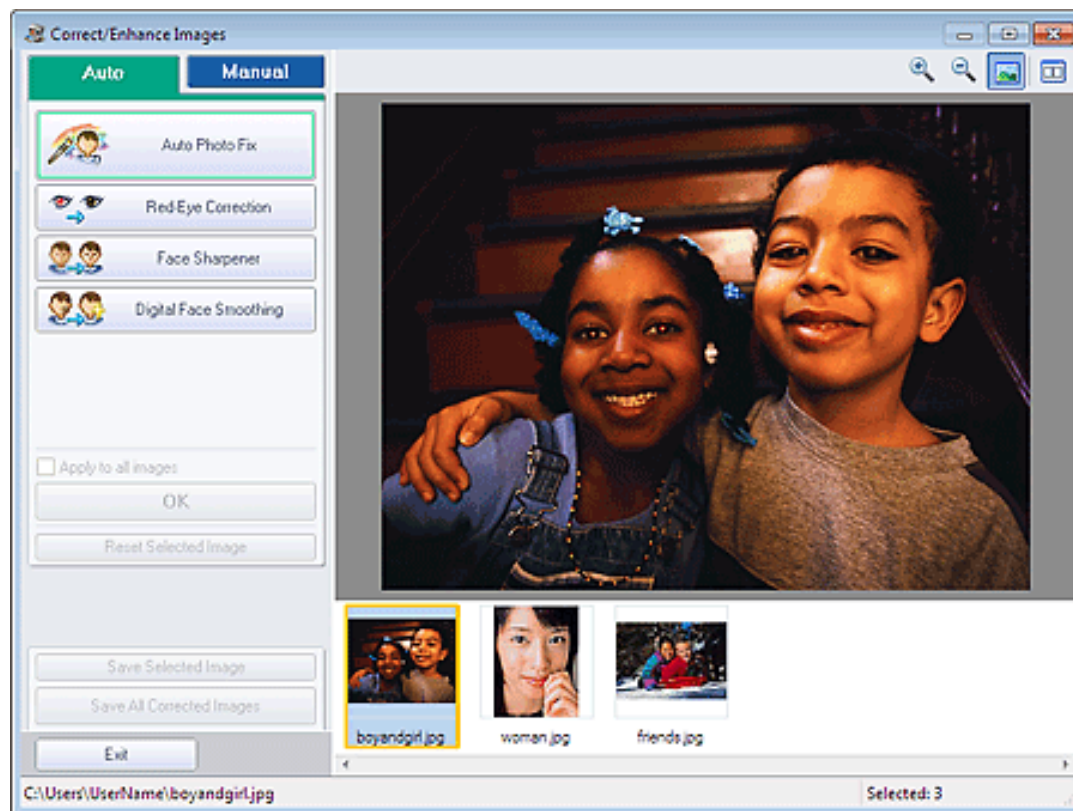 Correct/Enhance Images
Auto
Manual
Auto Photo Fix
Red-Eye Correction
Face Sharpener
Digital Face Smoothing
Apply to all images
OK
Reset Selected Image
Save Selected Image
Save All Corrected Images
Exit
boyandgirl.jpg
woman.jpg
friends.jpg
C:\Users\UserName\boyandgirl.jpg
Selected: 3